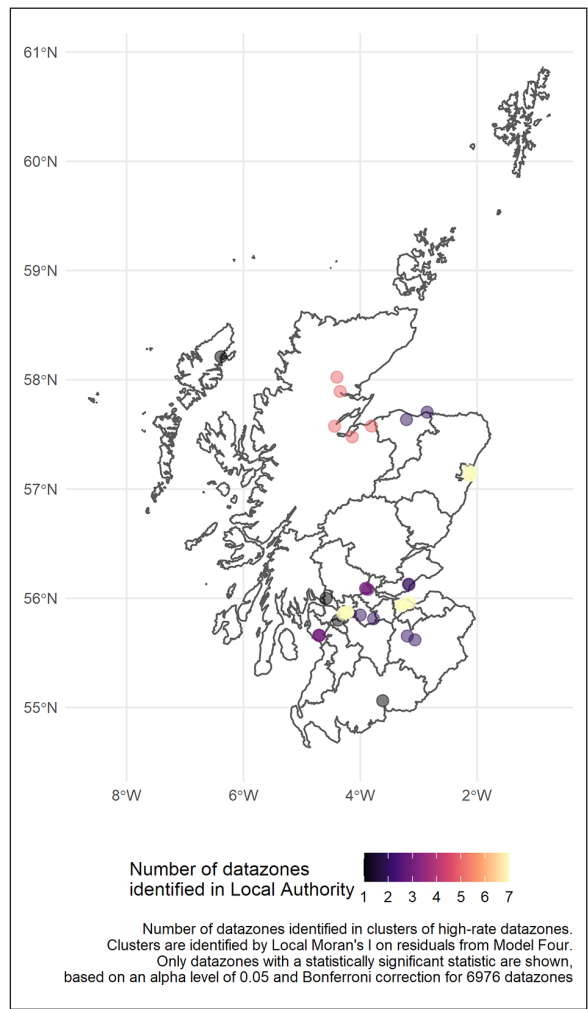 61°N
60°N
59°N
58°N
57°N
56°N
55°N
8°W 6°W 4°W 2°W
Number of datazones
identified in Local Authority
1 2 3 4 5 6 7
Number of datazones identified in clusters of high-rate datazones.
Clusters are identified by Local Moran's I on residuals from Model Four.
Only datazones with a statistically significant statistic are shown,
based on an alpha level of 0.05 and Bonferroni correction for 6976 datazones